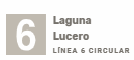 6
Laguna
Lucero
LÍNEA 6 CIRCULAR